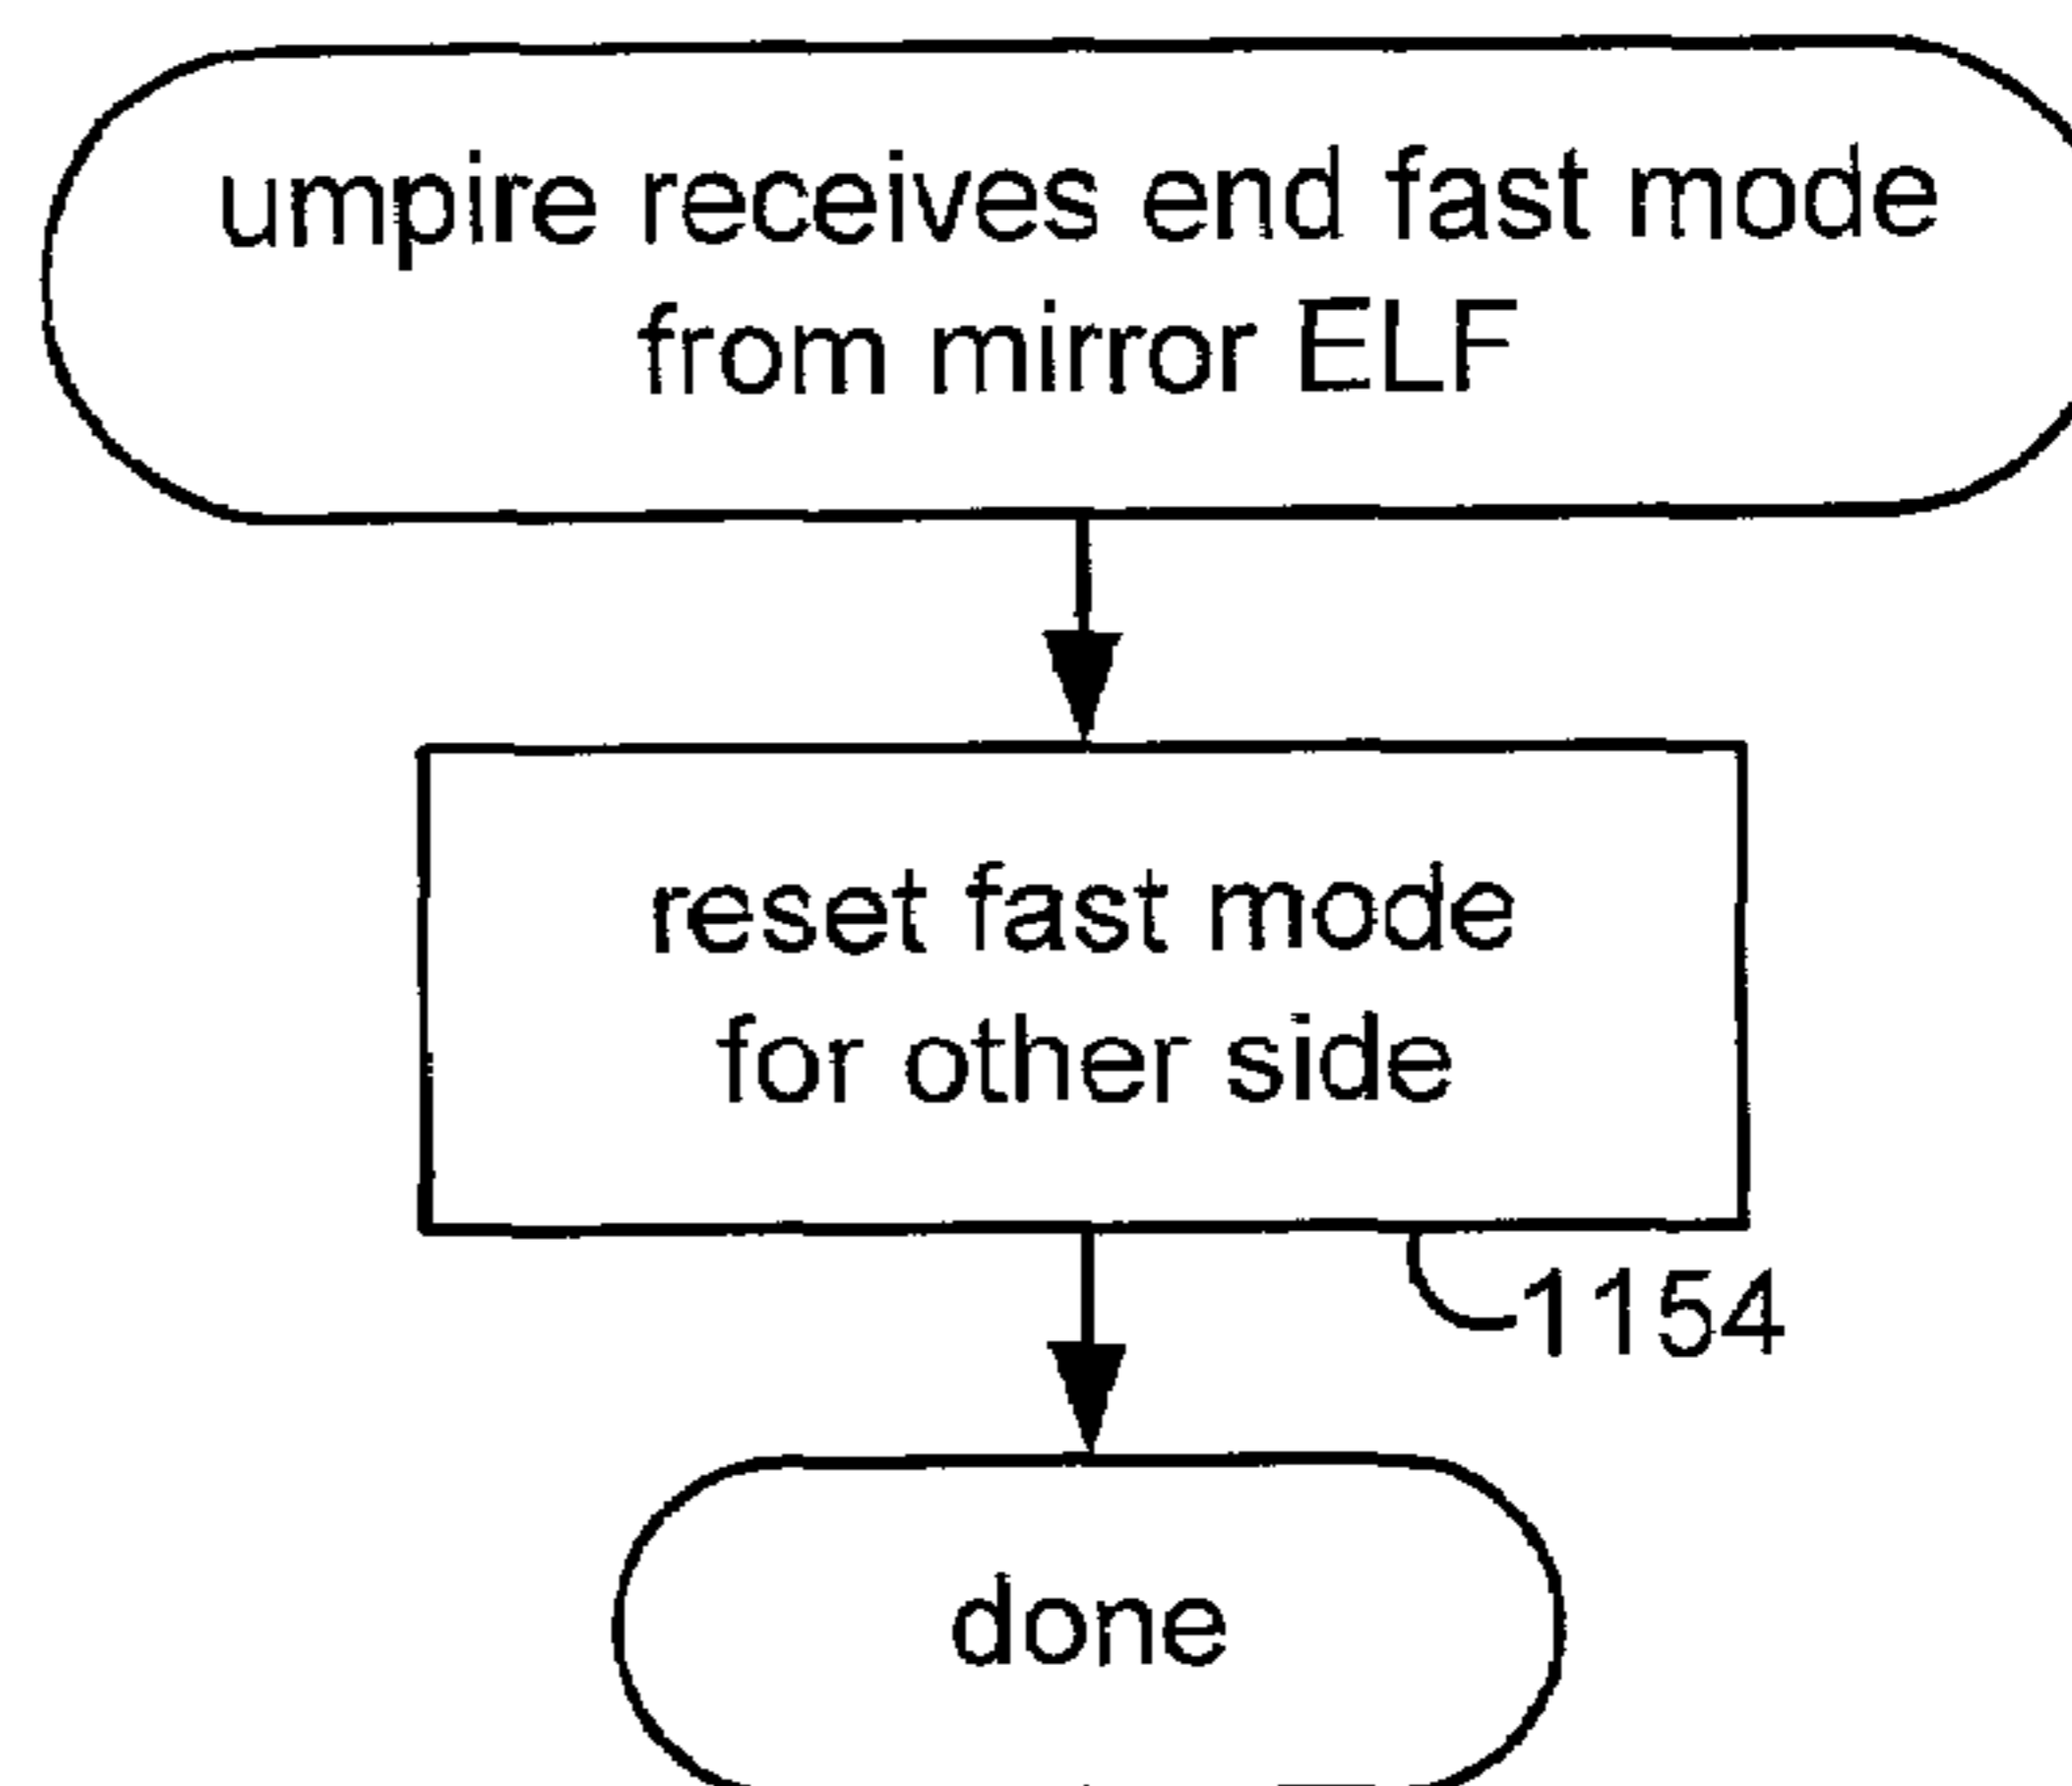 umpire receives end fast mode
from mirror ELF
reset fast mode
for other side
1154
done